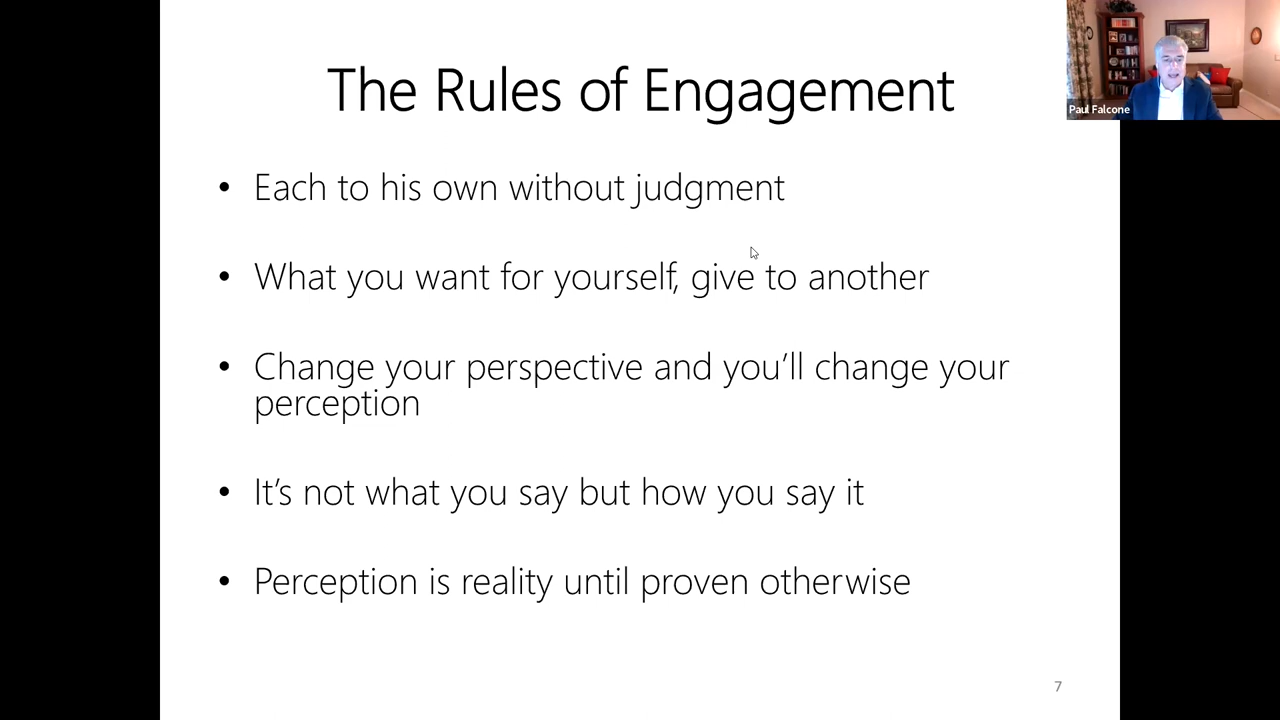 The Rules of Engagement
Paul Falcone
• Each to his own without judgment
• What you want for yourself, give to another
• Change your perspective and you'll change your
perception
• It's not what you say but how you say it
• Perception is reality until proven otherwise
7